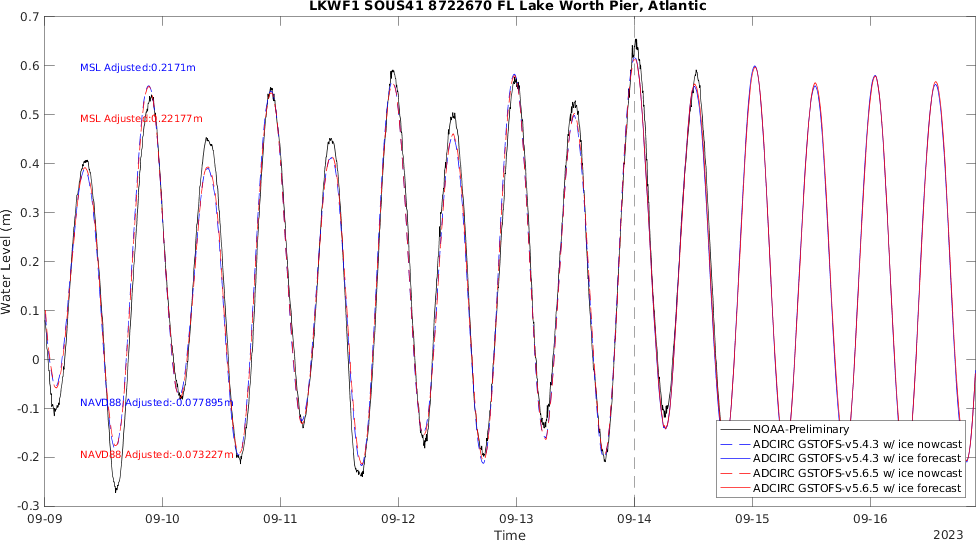 LKWF1 SOUS41 8722670 FL Lake Worth Pier, Atlantic
0.7
0.6
0.5
0.4
0.3
0.2
0.1
0
-0.1
-0.2
-0.3
Water Level (m)
MSL Adjusted:0.2171m
MSL Adjusted:0.22177m
NAVD88 Adjusted:-0.077895m
NAVD88 Adjusted:-0.073227m
NOAA-Preliminary
ADCIRC GSTOFS-v5.4.3 w/ ice nowcast
ADCIRC GSTOFS-v5.4.3 w/ ice forecast
ADCIRC GSTOFS-v5.6.5 w/ ice nowcast
ADCIRC GSTOFS-v5.6.5 w/ ice forecast
09-09 09-10 09-11 09-12 09-13 09-14 09-15 09-16
Time
2023